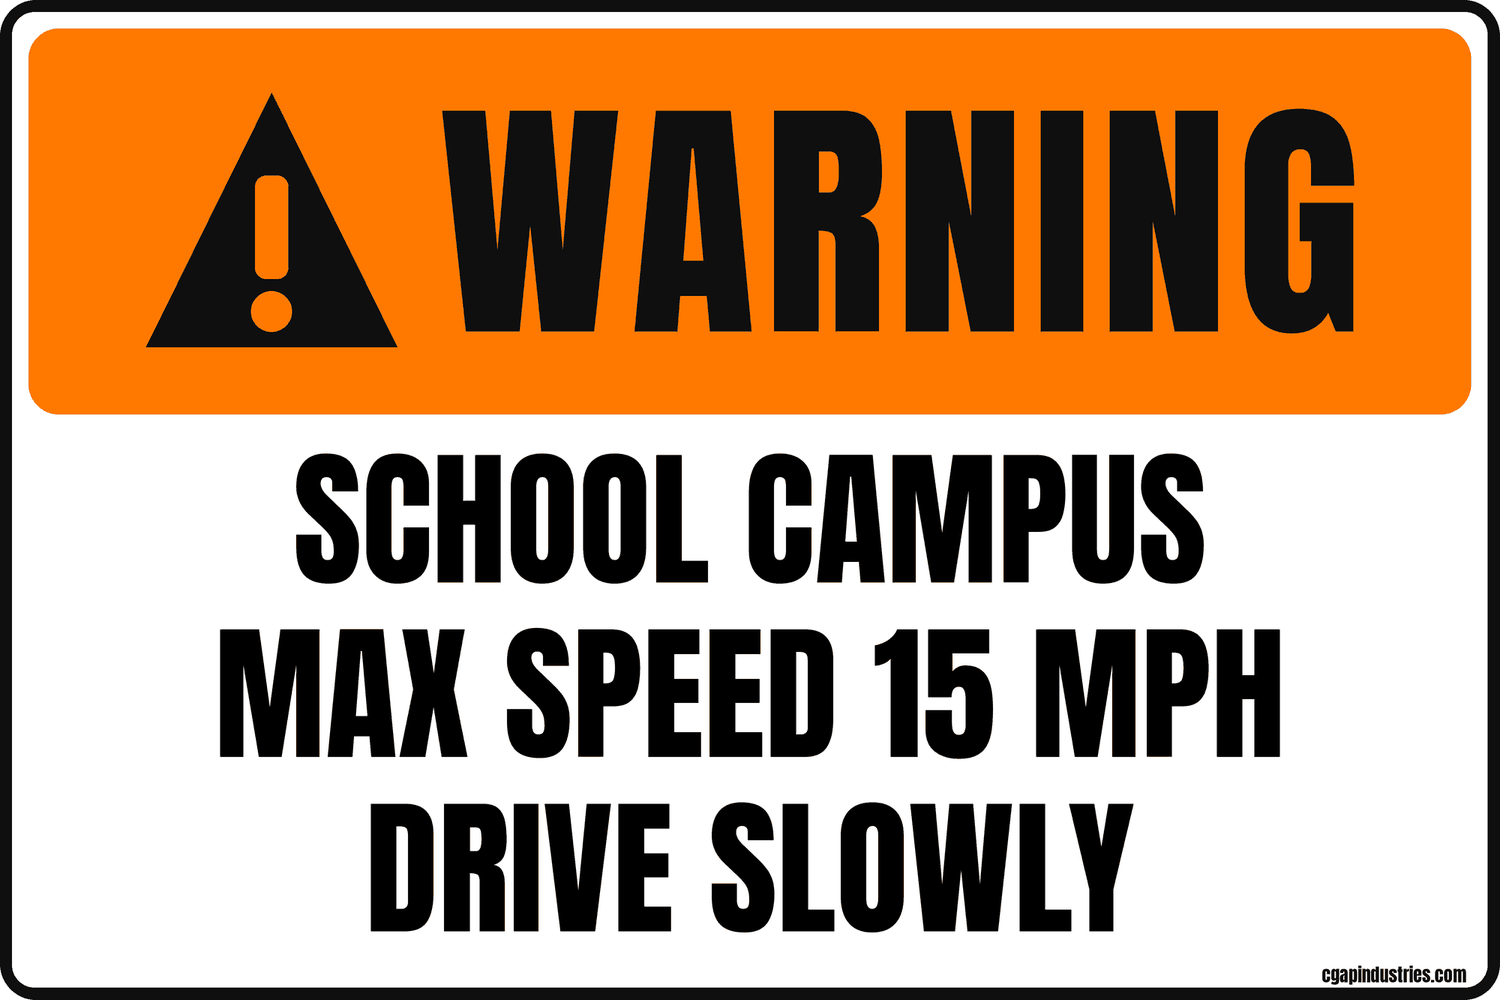 WARNING
SCHOOL CAMPUS
MAX SPEED 15 MPH
DRIVE SLOWLY
cgapindustries.com